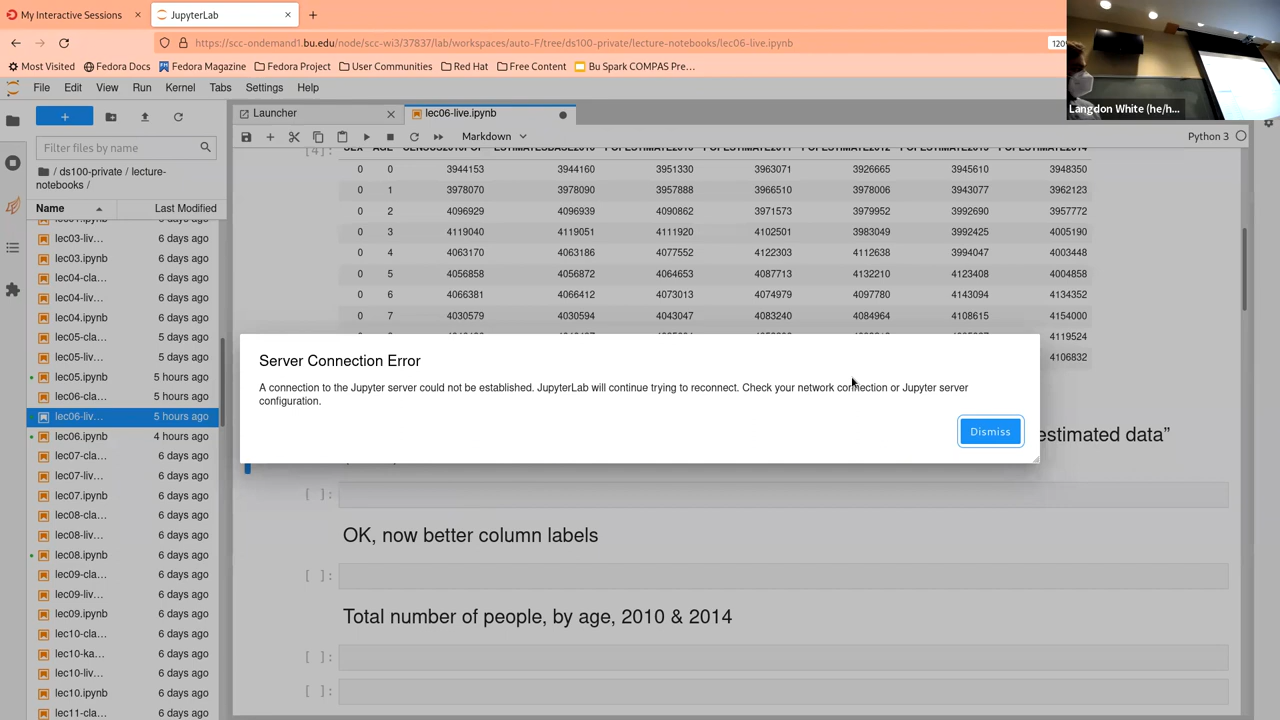 My Interactive Sessions
JupyterLab
https://scc-ondemand1.bu.edu/node/scc-wi3/37837/lab/workspaces/auto-F/tree/ds100-private/lecture-notebooks/lec06-live.ipynb
120
Most Visited
Fedora Docs
Fedora Magazine
Fedora Project
User Communities
Red Hat
Free Content
Bu Spark COMPAS Pre…
Langdon White (he/h...
File Edit View Run Kernel Tabs Settings Help
Launcher
lec06-live.ipynb
Markdown
Python 3
Filter files by name
/ ds100-private / lecture-
notebooks /
Name Last Modified
lec03-liv… 6 days ago
lec03.ipynb 6 days ago
lec04-cla… 6 days ago
lec04-liv… 6 days ago
lec04.ipynb 6 days ago
lec05-cla… 5 days ago
lec05-liv… 5 days ago
lec05.ipynb 5 hours ago
lec06-cla… 5 hours ago
lec06-liv… 5 hours ago
lec06.ipynb 4 hours ago
lec07-cla… 6 days ago
lec07-liv… 6 days ago
lec07.ipynb 6 days ago
lec08-cla… 6 days ago
lec08-liv… 6 days ago
lec08.ipynb 6 days ago
lec09-cla… 6 days ago
lec09-liv… 6 days ago
lec09.ipynb 6 days ago
lec10-cla… 6 days ago
lec10-ka… 6 days ago
lec10-liv… 6 days ago
lec10.ipynb 6 days ago
lec11-cla… 6 days ago
[4]:
0 0 3944153 3944160 3951330 3963071 3926665 3945610 3948350
0 1 3978070 3978090 3957888 3966510 3978006 3943077 3962123
0 2 4096929 4096939 4090862 3971573 3979952 3992690 3957772
0 3 4119040 4119051 4111920 4102501 3983049 3992425 4005190
0 4 4063170 4063186 4077552 4122303 4112638 3994047 4003448
0 5 4056858 4056872 4064653 4087713 4132210 4123408 4004858
0 6 4066381 4066412 4073013 4074979 4097780 4143094 4134352
0 7 4030579 4030594 4043047 4083240 4084964 4108615 4154000
4119524
4106832
Server Connection Error
A connection to the Jupyter server could not be established. JupyterLab will continue trying to reconnect. Check your network connection or Jupyter server
configuration.
Dismiss
estimated data”
[ ]:
OK, now better column labels
[ ]:
Total number of people, by age, 2010 & 2014
[ ]:
[ ]: